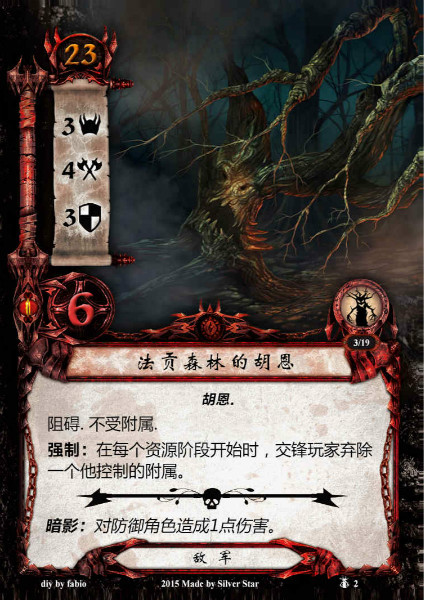 23
3
4
3
6
3/19
法贡森林的胡恩
胡恩.
阻碍. 不受附属.
强制：在每个资源阶段开始时，交锋玩家弃除
一个他控制的附属。
暗影：对防御角色造成1点伤害。
敌军
diy by fabio 2015 Made by Silver Star 2